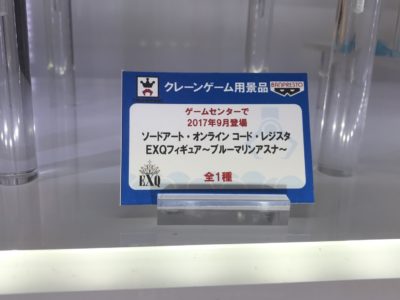 クレーンゲーム用景品
BANPRESTO
ゲームセンターで
2017年9月登場
ソードアート・オンライン コード・レジスタ
EXQフィギュア~ブルーマリンアスナ~
全1種
EXQ